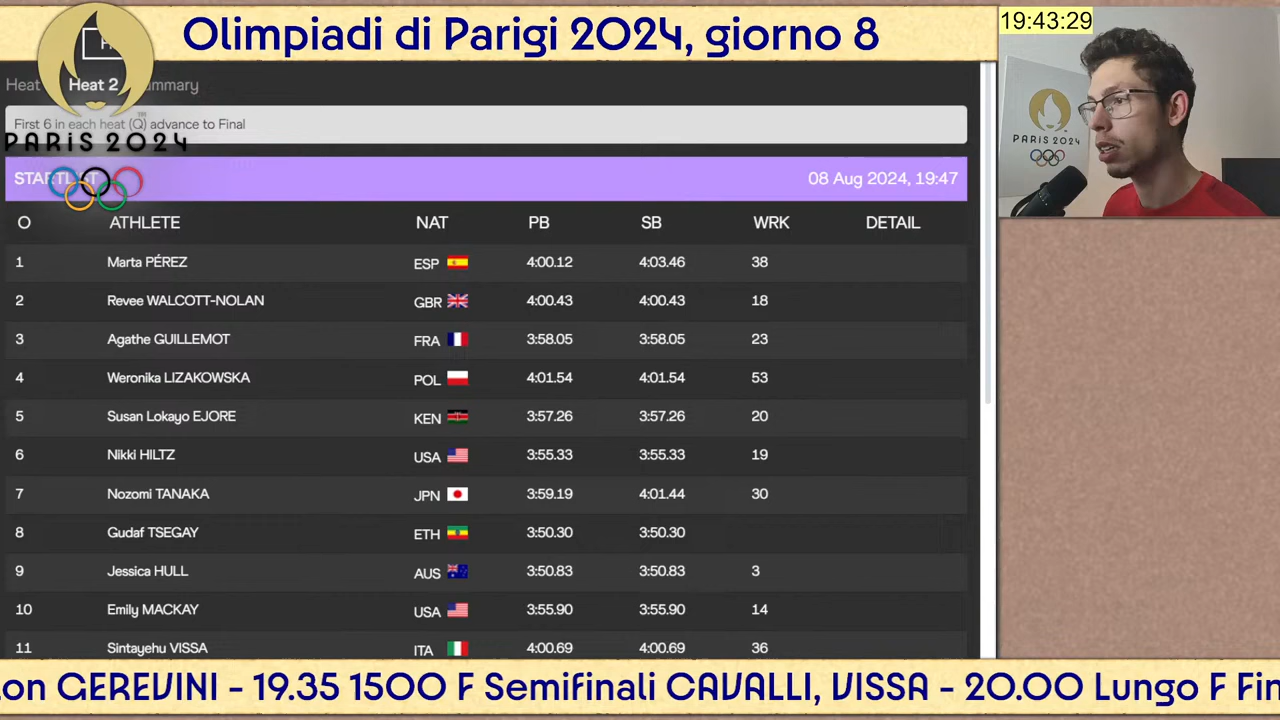 Olimpiadi di Parigi 2024, giorno 8
19:43:29
Heat
Heat 2
First 6 in each heat (Q) advance to Final
PARIS 2024
PARIS 2024
08 Aug 2024, 19:47
O ATHLETE NAT PB SB WRK DETAIL
1 Marta PÉREZ ESP 4:00.12 4:03.46 38
2 Revee WALCOTT-NOLAN GBR 4:00.43 4:00.43 18
3 Agathe GUILLEMOT FRA 3:58.05 3:58.05 23
4 Weronika LIZAKOWSKA POL 4:01.54 4:01.54 53
5 Susan Lokayo EJORE KEN 3:57.26 3:57.26 20
6 Nikki HILTZ USA 3:55.33 3:55.33 19
7 Nozomi TANAKA JPN 3:59.19 4:01.44 30
8 Gudaf TSEGAY ETH 3:50.30 3:50.30
9 Jessica HULL AUS 3:50.83 3:50.83 3
10 Emily MACKAY USA 3:55.90 3:55.90 14
11 Sintayehu VISSA ITA 4:00.69 4:00.69 36
GEREVINI - 19.35 1500 F Semifinali CAVALLI, VISSA - 20.00 Lungo F